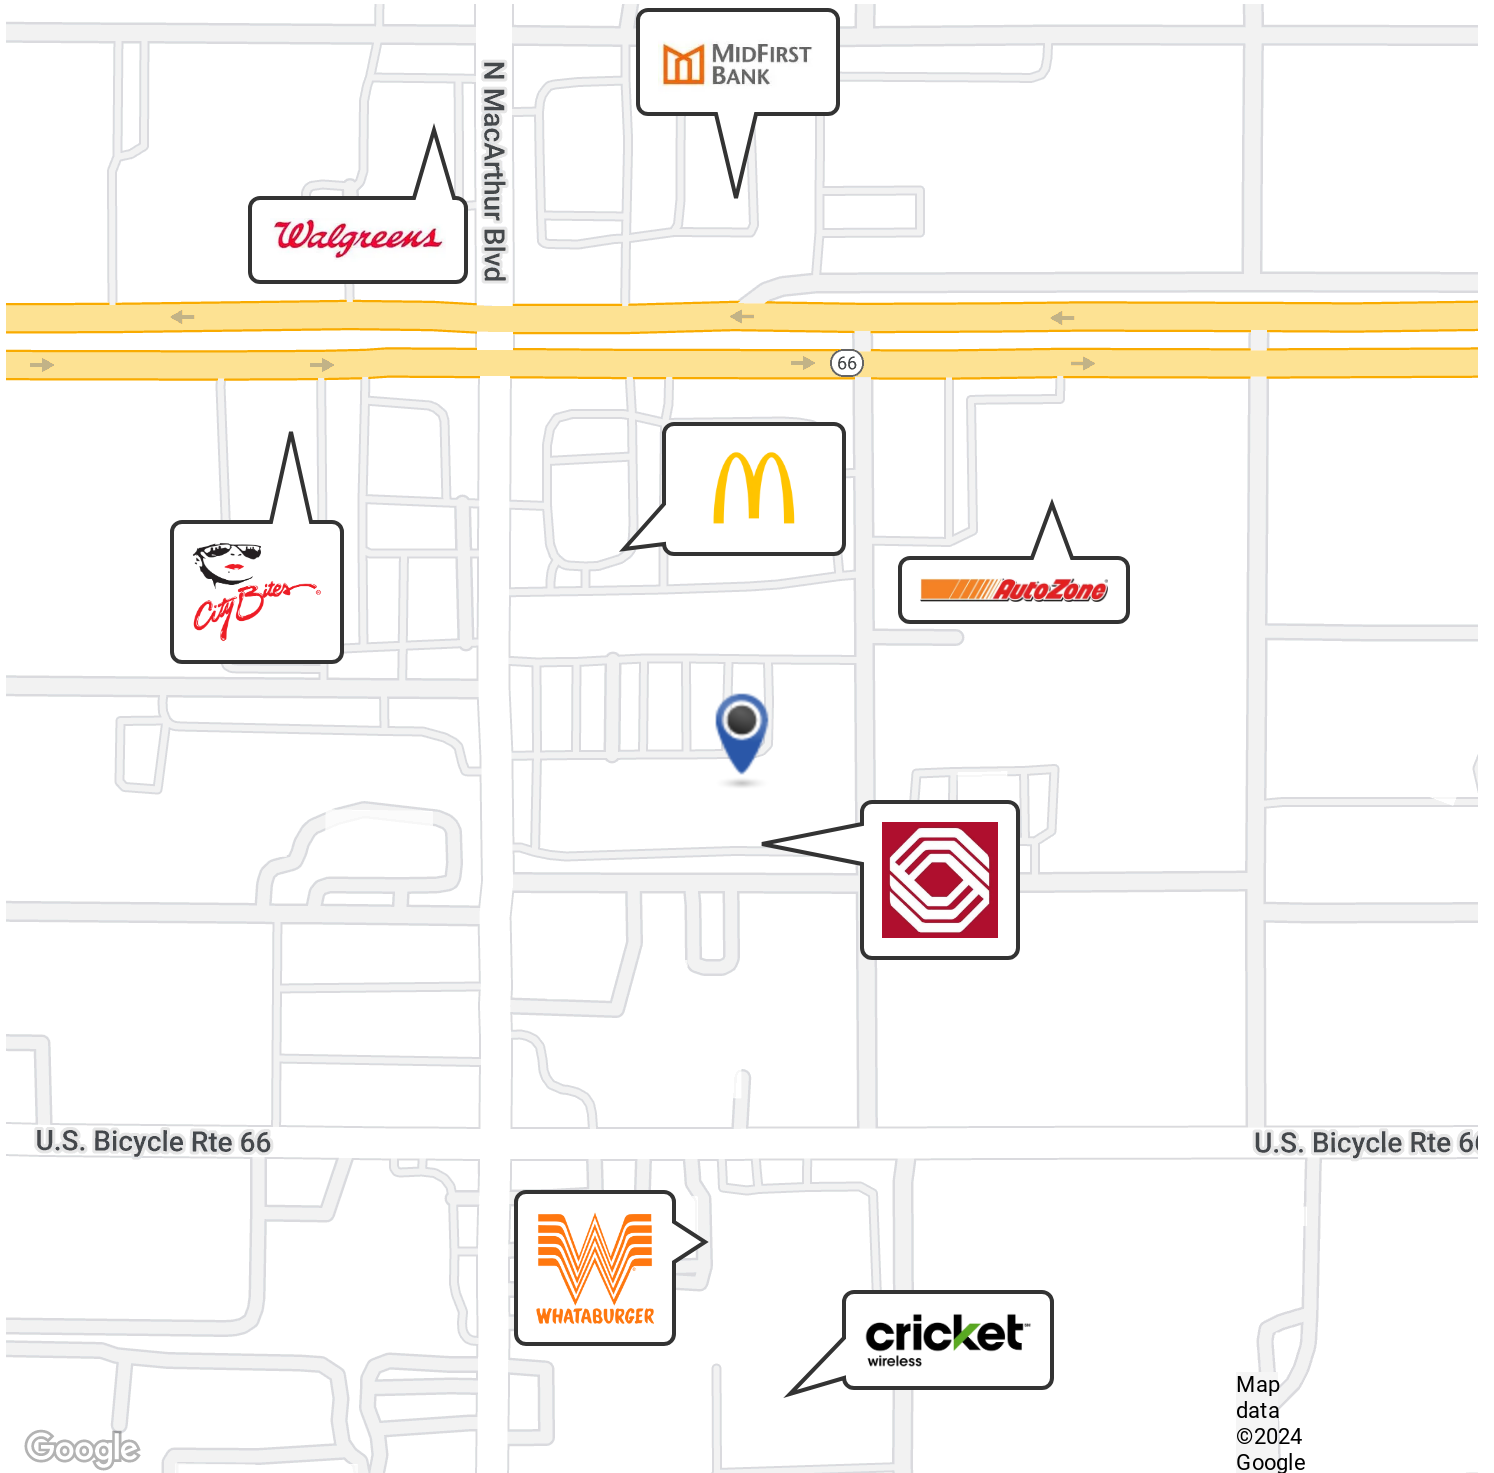 MIDFIRST
BANK
N MacArthur Blvd
Walgreens
66
City Bites
AutoZone
U.S. Bicycle Rte 66
U.S. Bicycle Rte 66
WHATABURGER
cricket
wireless
Map
data
©2024
Google
Google